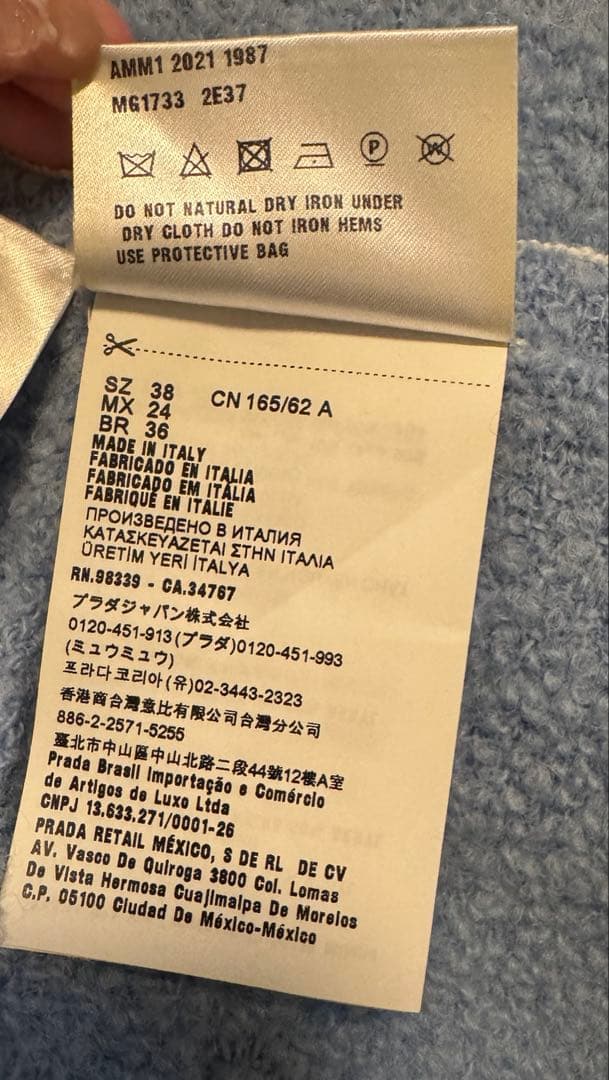 AMM1 2021 1987
MG1733 2E37
P
W
DO NOT NATURAL DRY IRON UNDER
DRY CLOTH DO NOT IRON HEMS
USE PROTECTIVE BAG
SZ 38 CN 165/62 A
MX 24
BR 36
MADE IN ITALY
FABRICADO EN ITALIA
FABRICADO EM ITÁLIA
FABRIQUÉ EN ITALIE
ПРОИЗВЕДЕНО В ИТАЛИЯ
ΚΑΤΑΣΚΕΥΑΖΕΤΑΙ ΣΤΗΝ ΙΤΑΛΙΑ
ÜRETİM YERİ İTALYA
RN.98339 - CA.34767
プラダジャパン株式会社
0120-451-913(プラダ)0120-451-993
(ミュウミュウ)
프라다코리아(유)02-3443-2323
香港商台灣意比有限公司台灣分公司
886-2-2571-5255
臺北市中山區中山北路二段44號12樓A室
Prada Brasil Importação e Comércio
de Artigos de Luxo Ltda
CNPJ 13.633.271/0001-26
PRADA RETAIL MÉXICO, S DE RL DE CV
AV. Vasco De Quiroga 3800 Col. Lomas
De Vista Hermosa Cuajimalpa De Morelos
C.P. 05100 Ciudad De México-México